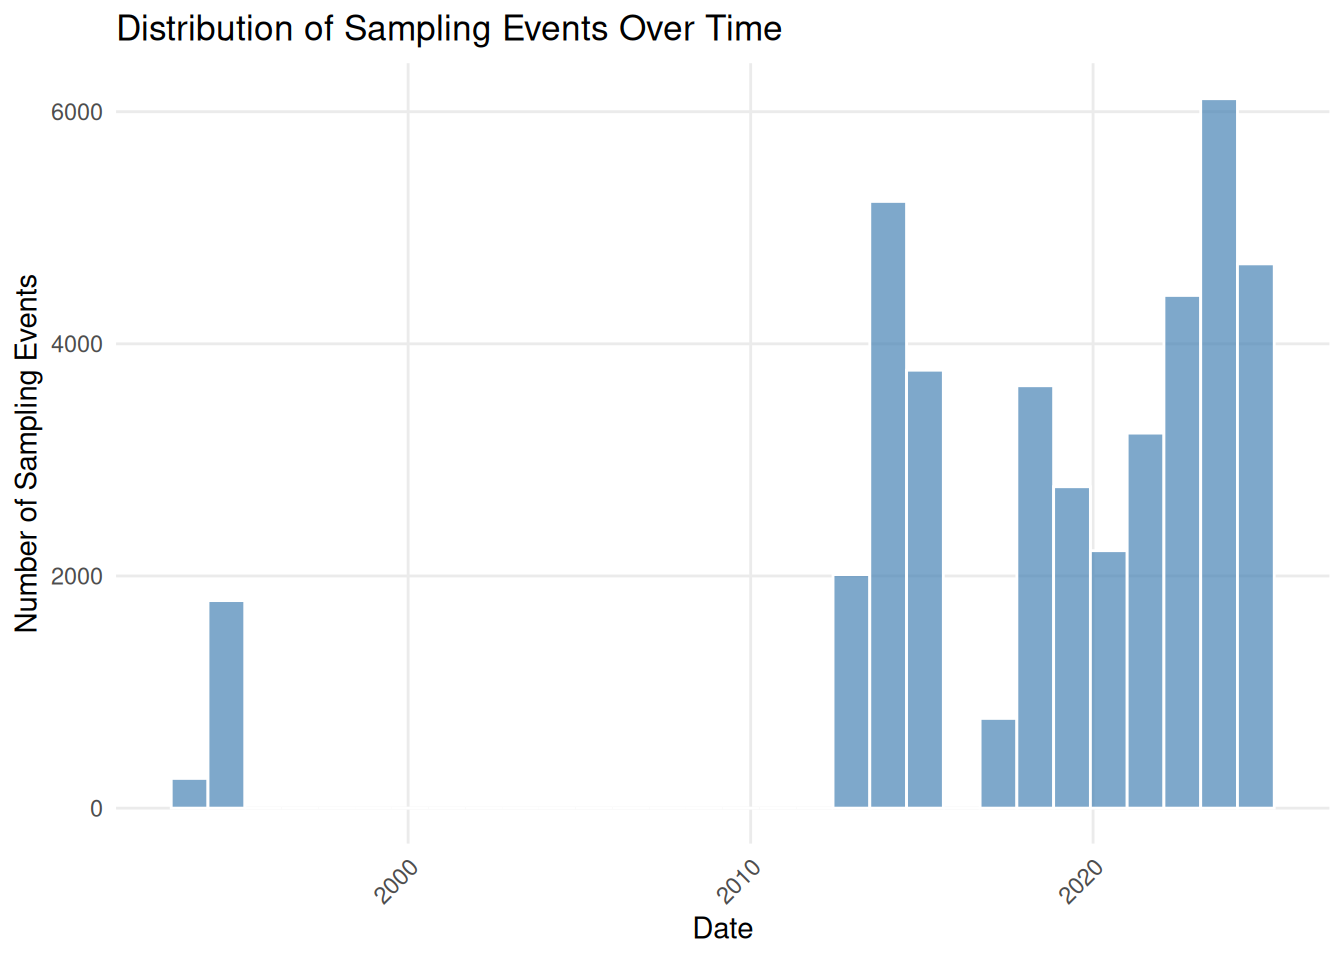 Distribution of Sampling Events Over Time
Number of Sampling Events
6000
4000
2000
0
2000
2010
2020
Date